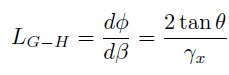 L_{G-H} = \frac{d\phi}{d\beta} = \frac{2\tan\theta}{\gamma_x}